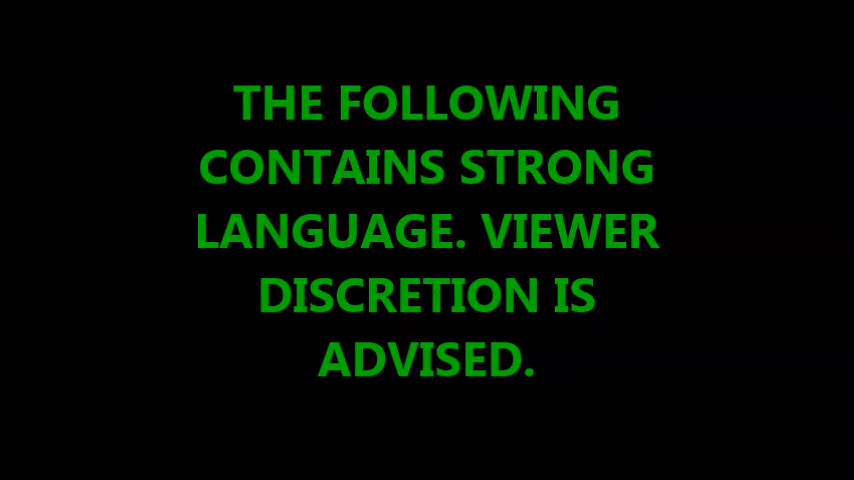 THE FOLLOWING
CONTAINS STRONG
LANGUAGE. VIEWER
DISCRETION IS
ADVISED.